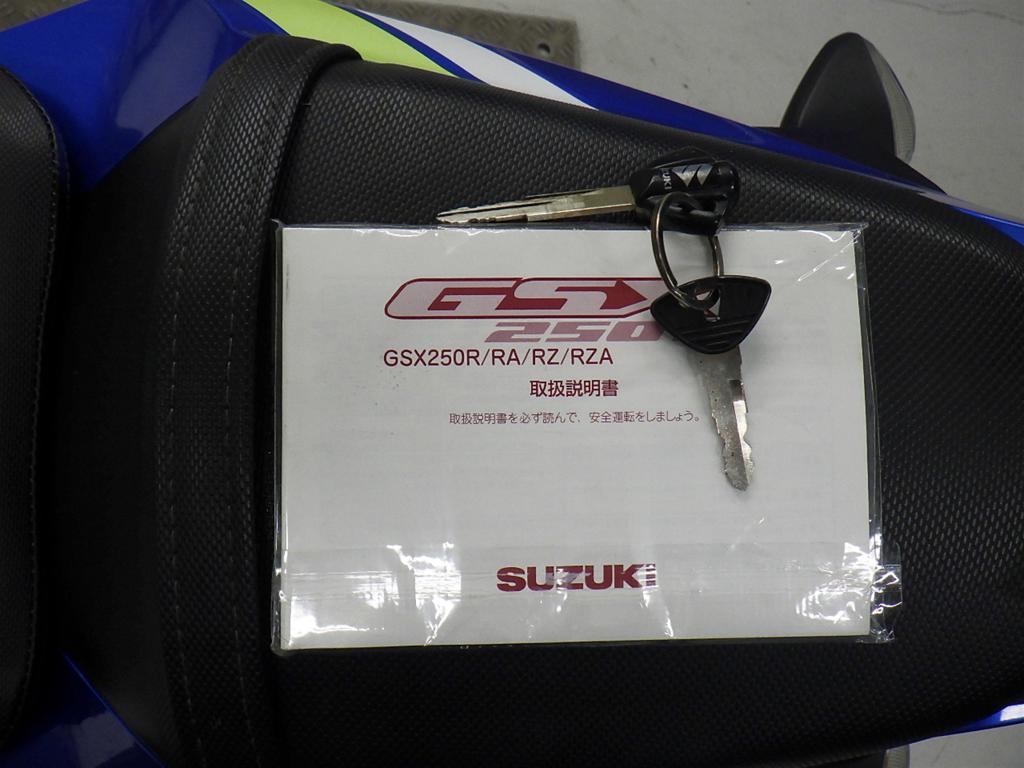 GSX
250
GSX250R/RA/RZ/RZA
取扱説明書
取扱説明書を必ず読んで、安全運転をしましょう。
SUZUKI